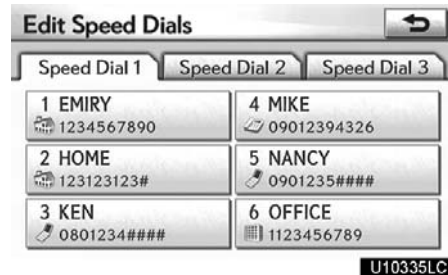 Edit Speed Dials
Speed Dial 1 Speed Dial 2 Speed Dial 3
1 EMIRY
1234567890
4 MIKE
09012394326
2 HOME
123123123#
5 NANCY
0901235####
3 KEN
0801234####
6 OFFICE
1123456789
U10335LC